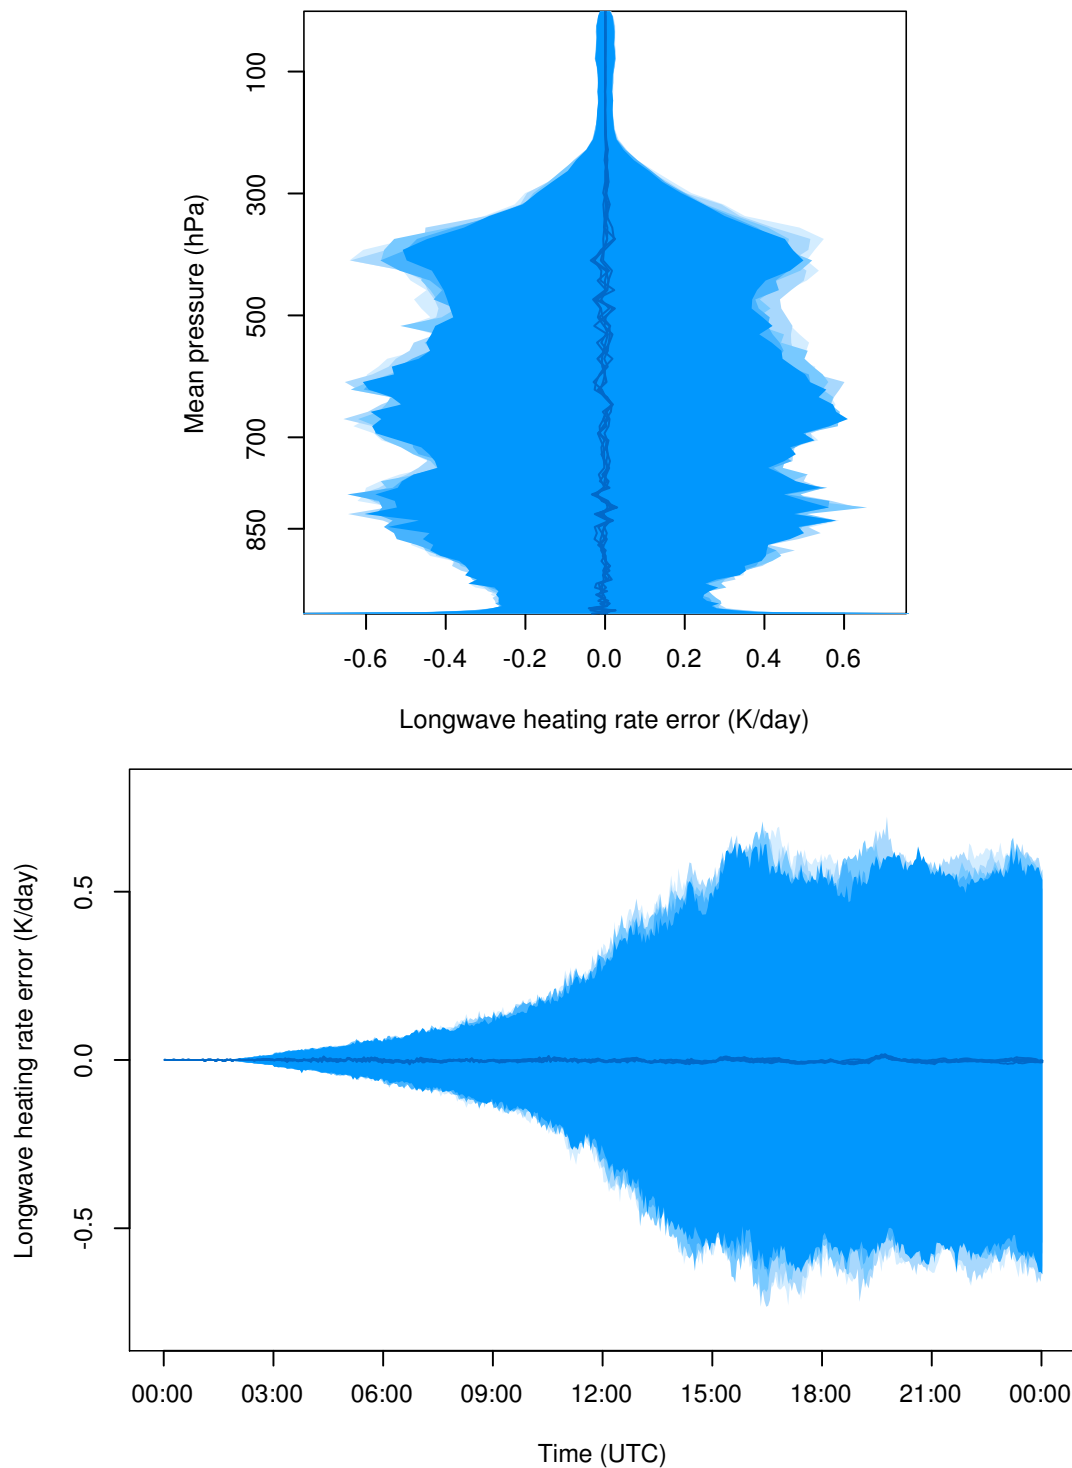 100
300
500
700
850
Mean pressure (hPa)
-0.6 -0.4 -0.2 0.0 0.2 0.4 0.6
Longwave heating rate error (K/day)
0.5
0.0
-0.5
Longwave heating rate error (K/day)
00:00 03:00 06:00 09:00 12:00 15:00 18:00 21:00 00:00
Time (UTC)